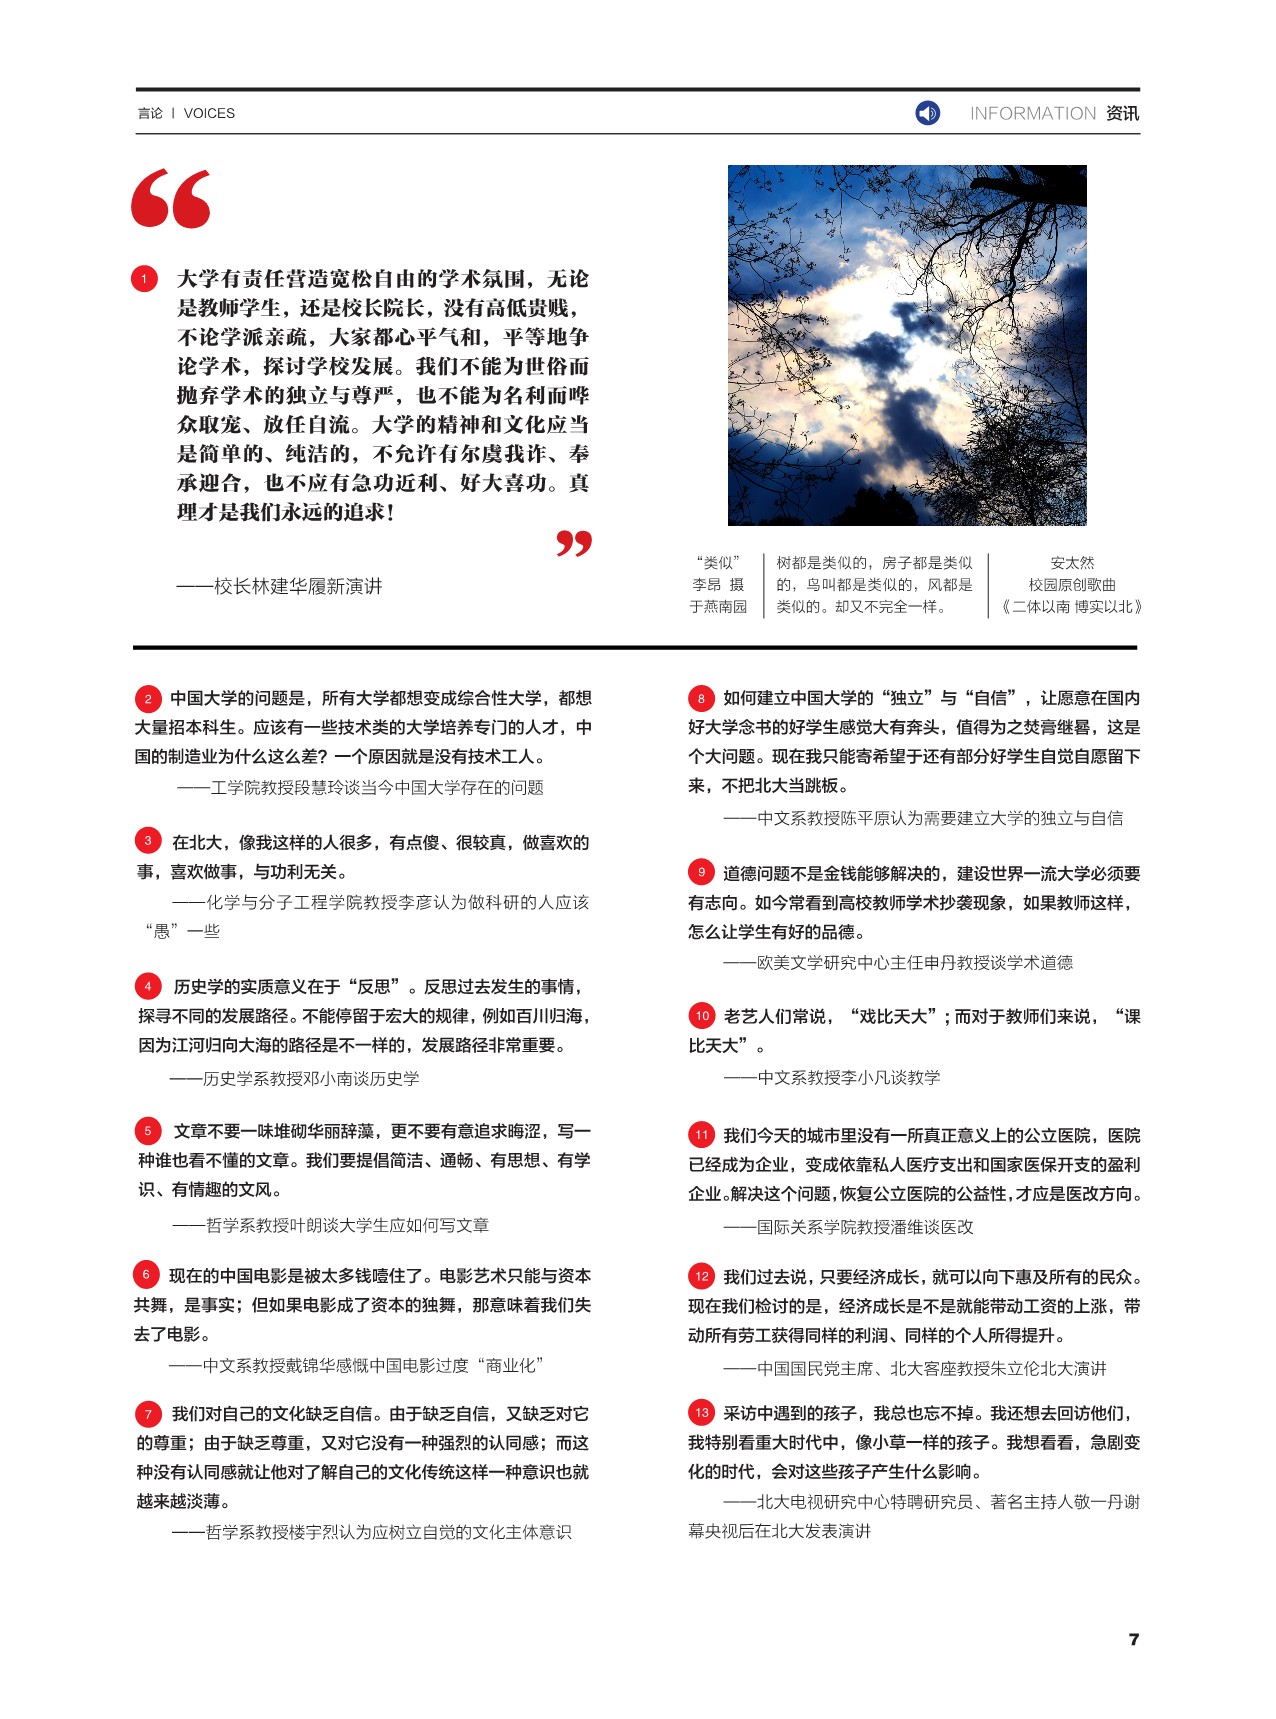 言论 | VOICES
INFORMATION 资讯
“
1 大学有责任营造宽松自由的学术氛围，无论
是教师学生，还是校长院长，没有高低贵贱，
不论学派亲疏，大家都心平气和，平等地争
论学术，探讨学校发展。我们不能为世俗而
抛弃学术的独立与尊严，也不能为名利而哗
众取宠、放任自流。大学的精神和文化应当
是简单的、纯洁的，不允许有尔虞我诈、奉
承迎合，也不应有急功近利、好大喜功。真
理才是我们永远的追求！
”
——校长林建华履新演讲
“类似”
李昂 摄
于燕南园
树都是类似的，房子都是类似
的，鸟叫都是类似的，风都是
类似的。却又不完全一样。
安太然
校园原创歌曲
《二体以南 博实以北》
2 中国大学的问题是，所有大学都想变成综合性大学，都想
大量招本科生。应该有一些技术类的大学培养专门的人才，中
国的制造业为什么这么差？一个原因就是没有技术工人。
——工学院教授段慧玲谈当今中国大学存在的问题
3 在北大，像我这样的人很多，有点傻、很较真，做喜欢的
事，喜欢做事，与功利无关。
——化学与分子工程学院教授李彦认为做科研的人应该
“愚”一些
4 历史学的实质意义在于“反思”。反思过去发生的事情，
探寻不同的发展路径。不能停留于宏大的规律，例如百川归海，
因为江河归向大海的路径是不一样的，发展路径非常重要。
——历史学系教授邓小南谈历史学
5 文章不要一味堆砌华丽辞藻，更不要有意追求晦涩，写一
种谁也看不懂的文章。我们要提倡简洁、通畅、有思想、有学
识、有情趣的文风。
——哲学系教授叶朗谈大学生应如何写文章
6 现在的中国电影是被太多钱噎住了。电影艺术只能与资本
共舞，是事实；但如果电影成了资本的独舞，那意味着我们失
去了电影。
——中文系教授戴锦华感慨中国电影过度“商业化”
7 我们对自己的文化缺乏自信。由于缺乏自信，又缺乏对它
的尊重；由于缺乏尊重，又对它没有一种强烈的认同感；而这
种没有认同感就让他对了解自己的文化传统这样一种意识也就
越来越淡薄。
——哲学系教授楼宇烈认为应树立自觉的文化主体意识
8 如何建立中国大学的“独立”与“自信”，让愿意在国内
好大学念书的好学生感觉大有奔头，值得为之焚膏继晷，这是
个大问题。现在我只能寄希望于还有部分好学生自觉自愿留下
来，不把北大当跳板。
——中文系教授陈平原认为需要建立大学的独立与自信
9 道德问题不是金钱能够解决的，建设世界一流大学必须要
有志向。如今常看到高校教师学术抄袭现象，如果教师这样，
怎么让学生有好的品德。
——欧美文学研究中心主任申丹教授谈学术道德
10 老艺人们常说，“戏比天大”；而对于教师们来说，“课
比天大”。
——中文系教授李小凡谈教学
11 我们今天的城市里没有一所真正意义上的公立医院，医院
已经成为企业，变成依靠私人医疗支出和国家医保开支的盈利
企业。解决这个问题，恢复公立医院的公益性，才应是医改方向。
——国际关系学院教授潘维谈医改
12 我们过去说，只要经济成长，就可以向下惠及所有的民众。
现在我们检讨的是，经济成长是不是就能带动工资的上涨，带
动所有劳工获得同样的利润、同样的个人所得提升。
——中国国民党主席、北大客座教授朱立伦北大演讲
13 采访中遇到的孩子，我总也忘不掉。我还想去回访他们，
我特别看重大时代中，像小草一样的孩子。我想看看，急剧变
化的时代，会对这些孩子产生什么影响。
——北大电视研究中心特聘研究员、著名主持人敬一丹谢
幕央视后在北大发表演讲
7